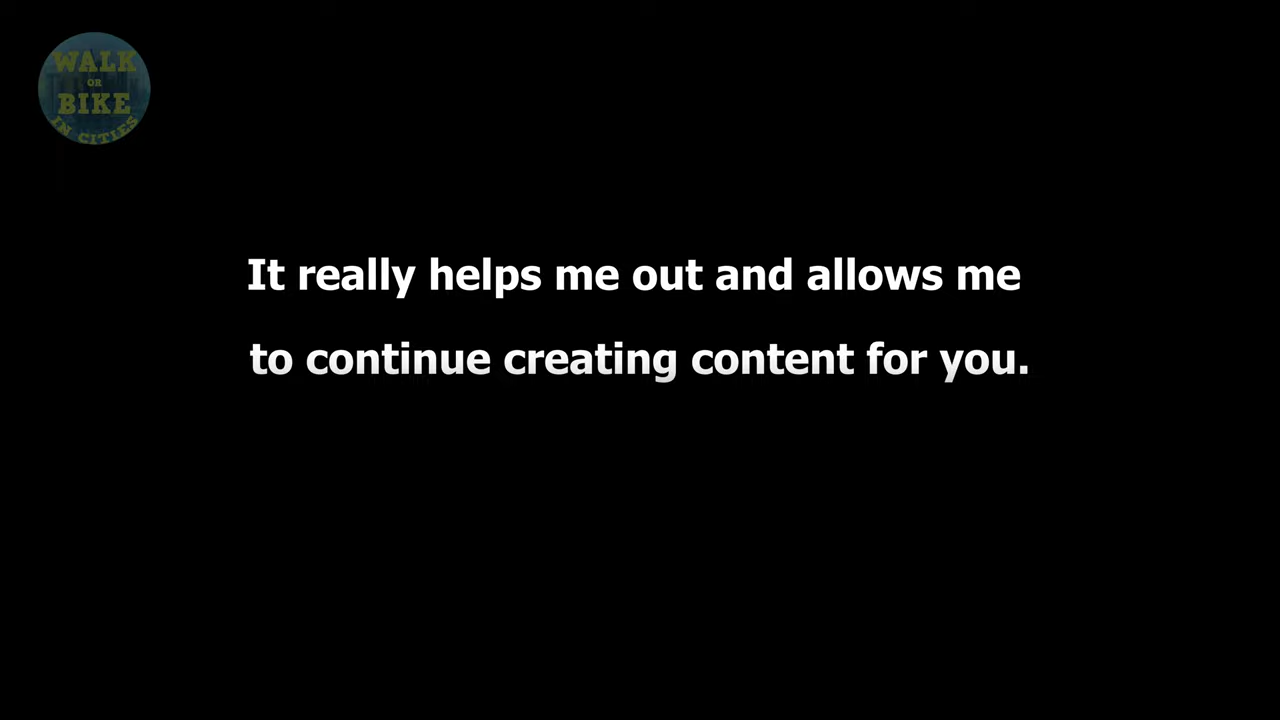 WALK
OR
BIKE
IN CITIES
It really helps me out and allows me
to continue creating content for you.